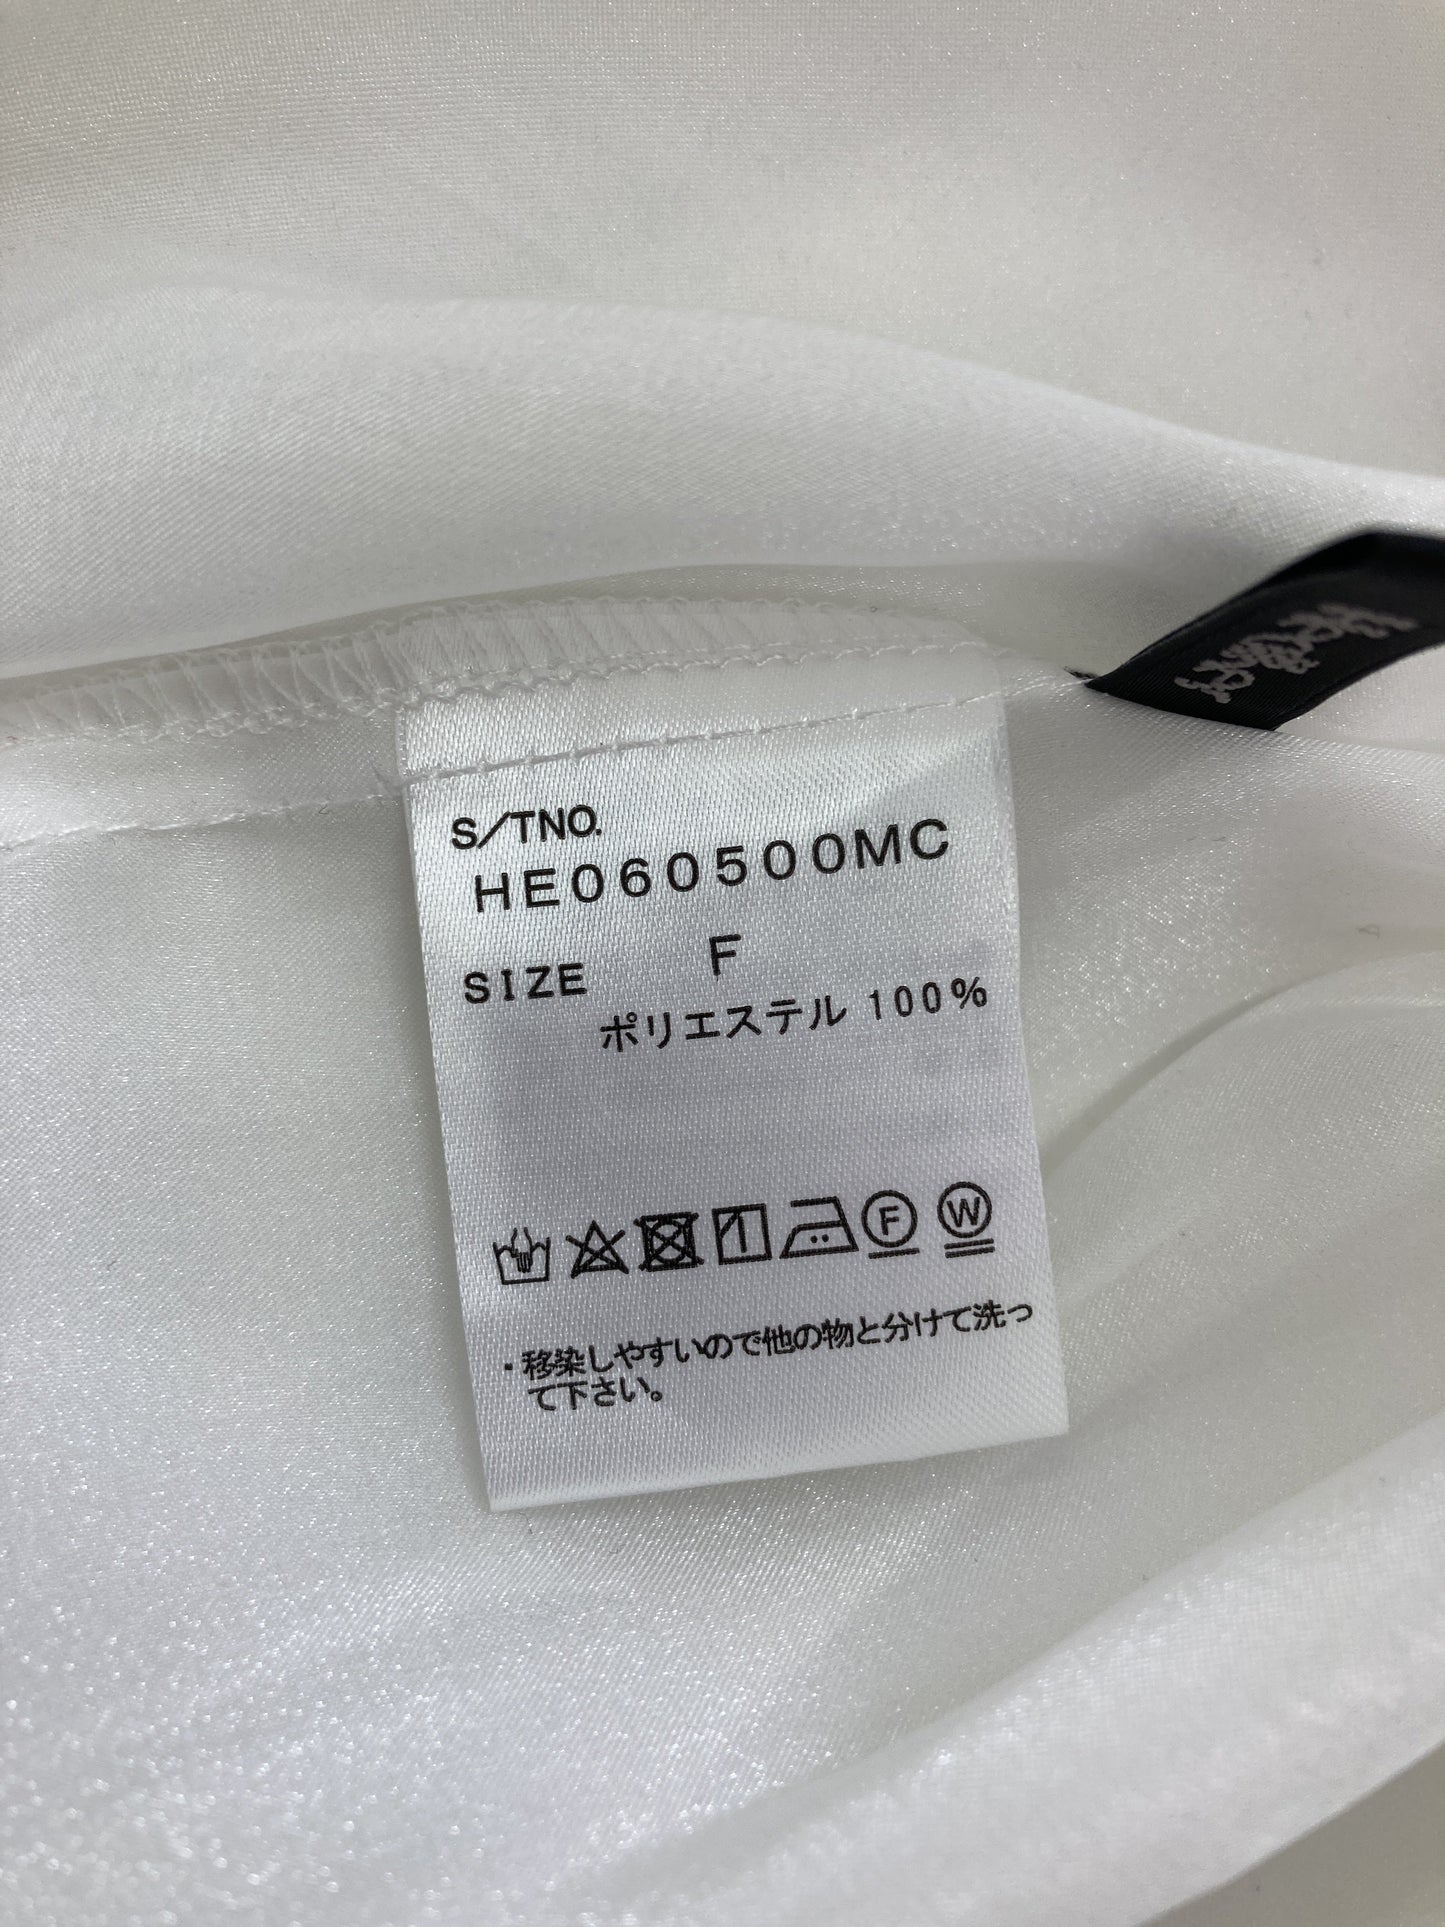 S/TNO.
HE060500MC
SIZE F
ポリエステル 100%
F W
・移染しやすいので他の物と分けて洗っ
て下さい。